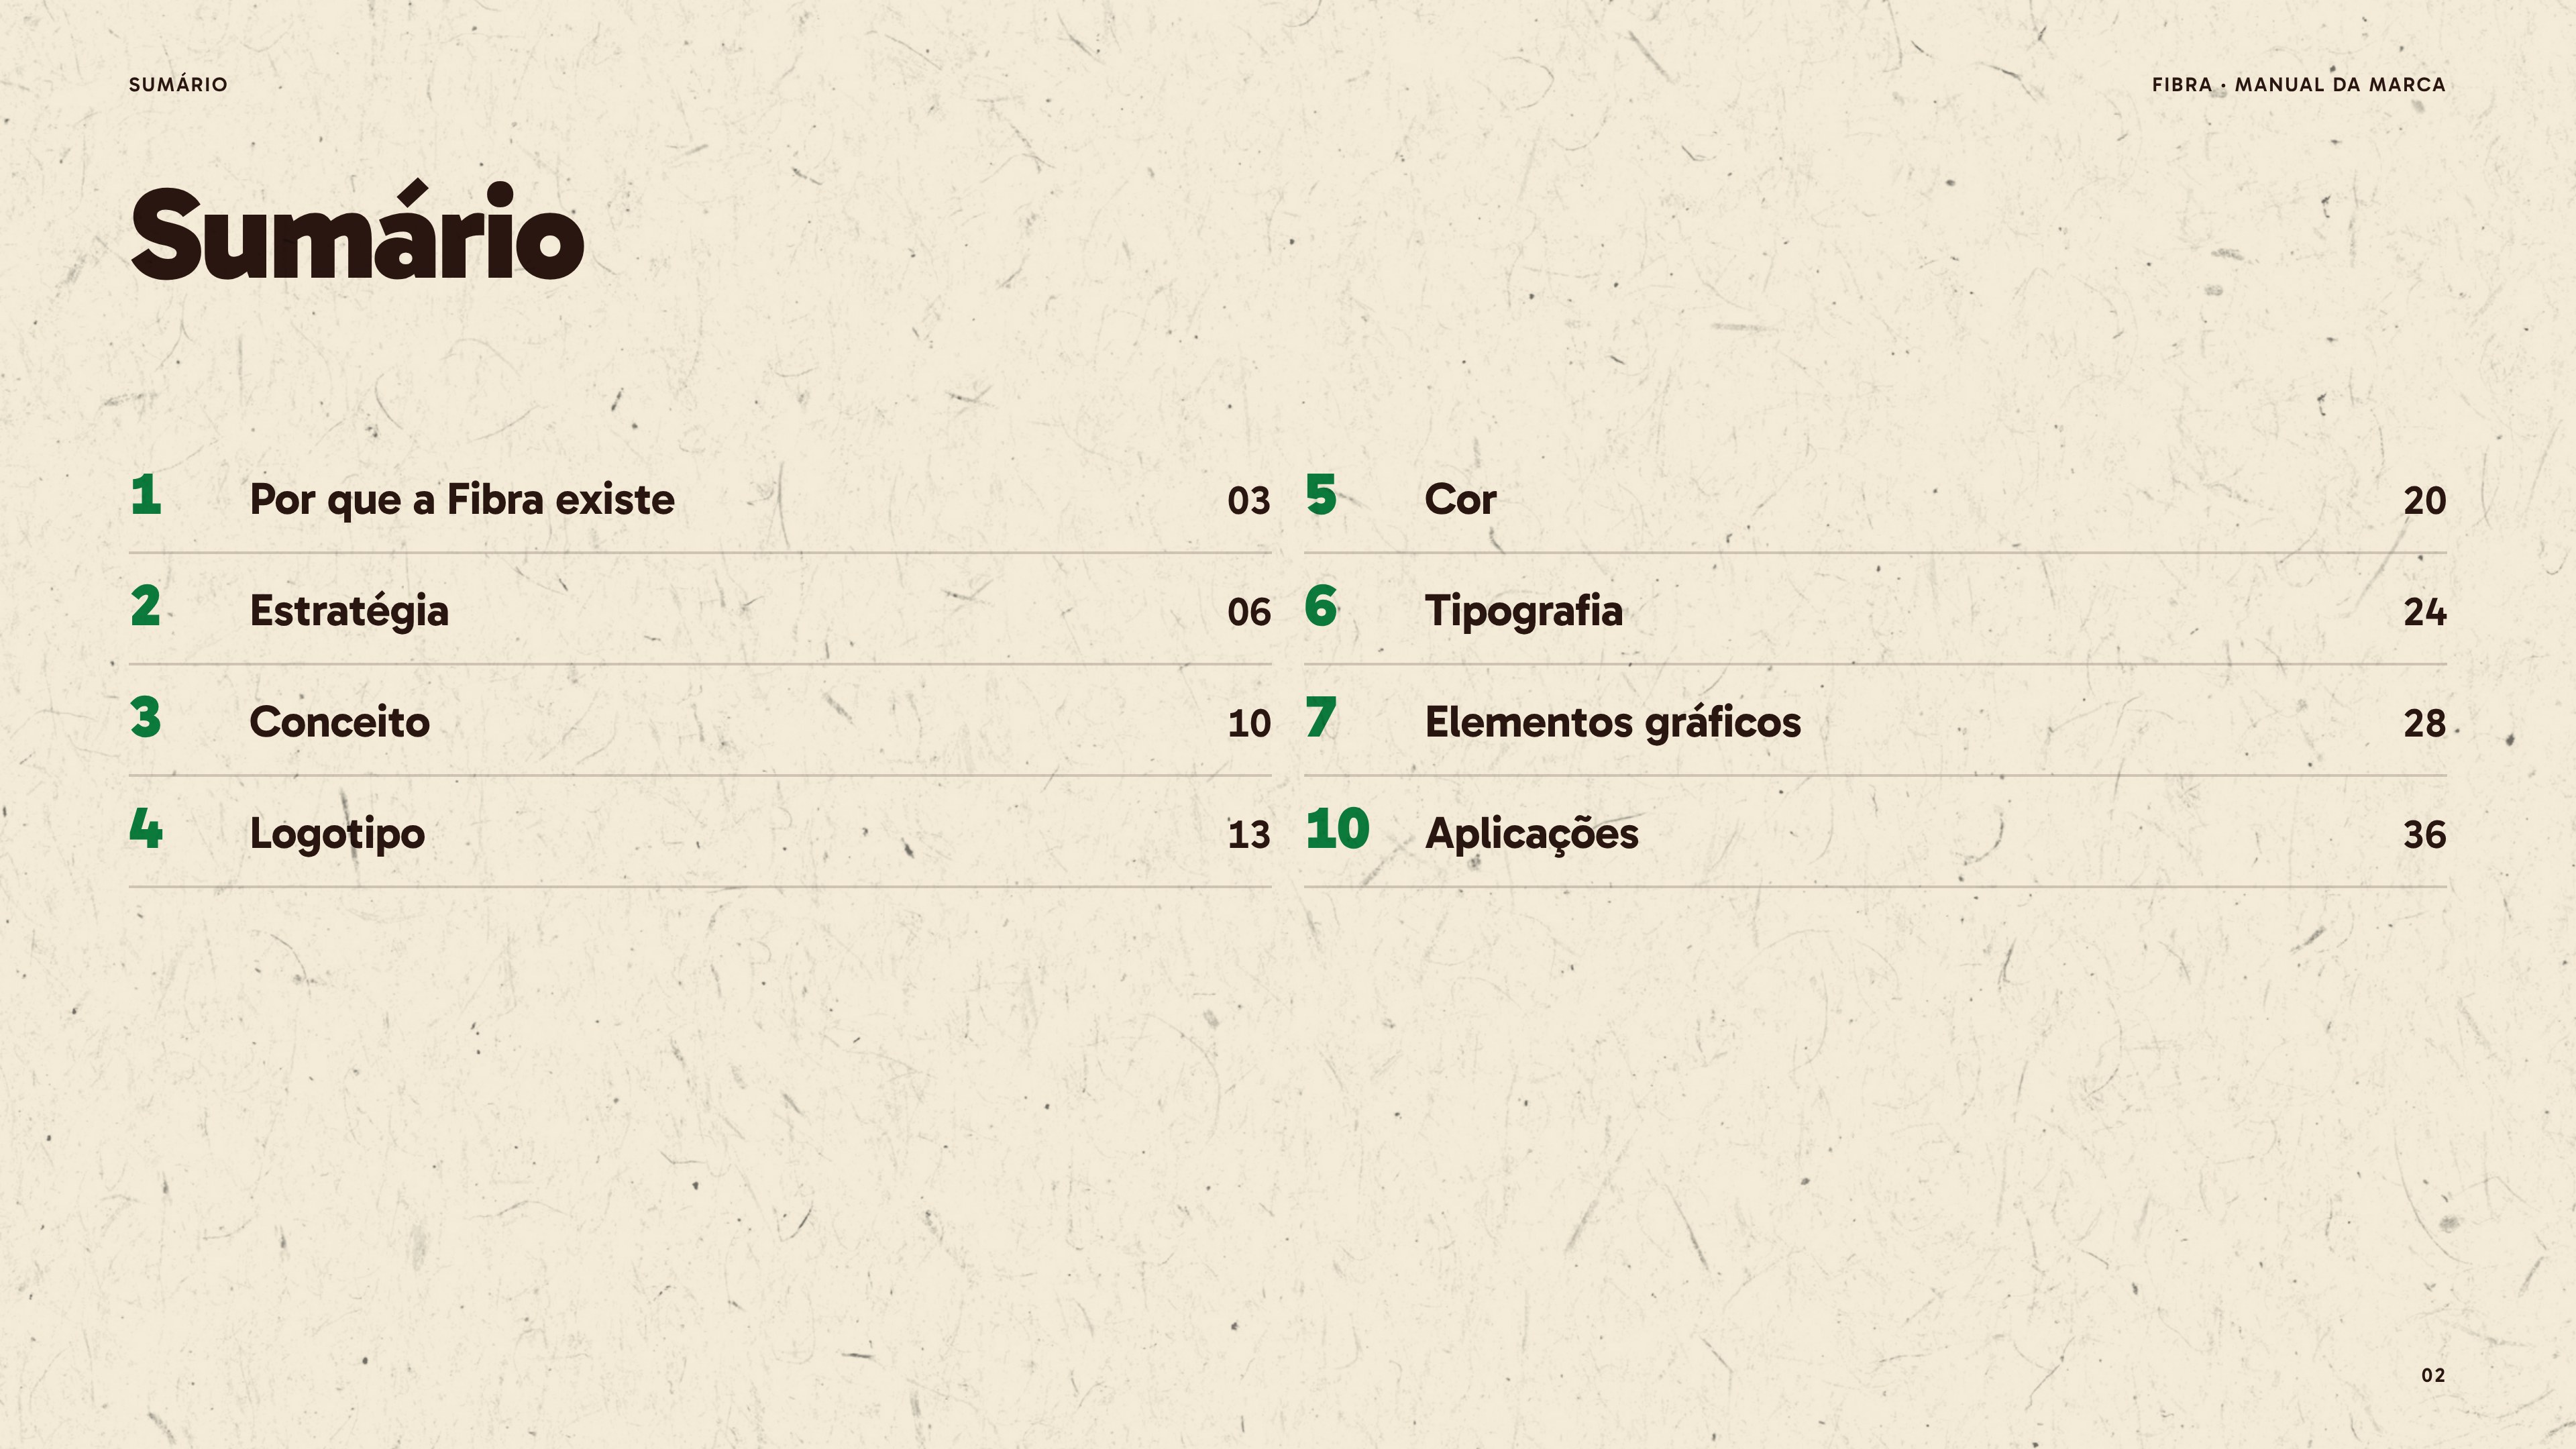 SUMÁRIO
FIBRA · MANUAL DA MARCA
Sumário
1 Por que a Fibra existe 03
2 Estratégia 06
3 Conceito 10
4 Logotipo 13
5 Cor 20
6 Tipografia 24
7 Elementos gráficos 28
10 Aplicações 36
02